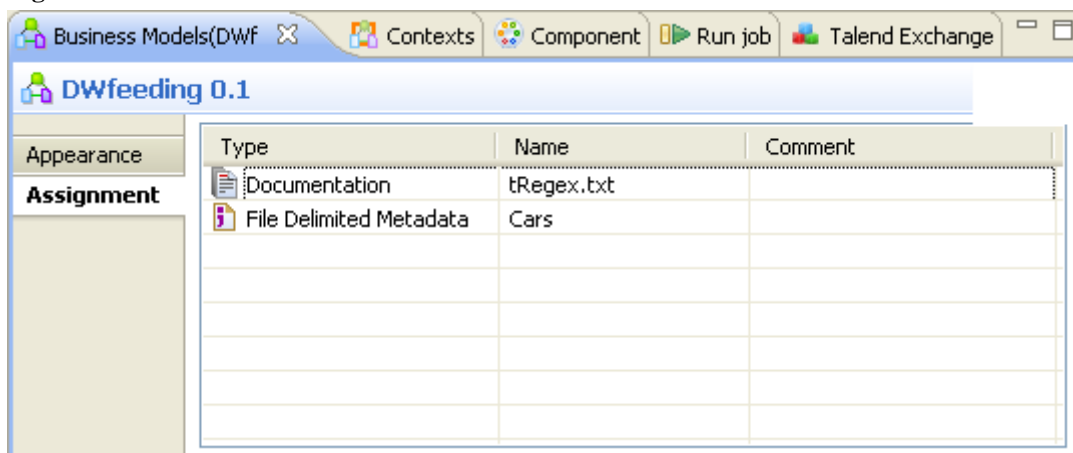 Business Models(DWf Contexts Component Run job Talend Exchange
DWfeeding 0.1
Appearance
Assignment
Type Name Comment
Documentation tRegex.txt
File Delimited Metadata Cars